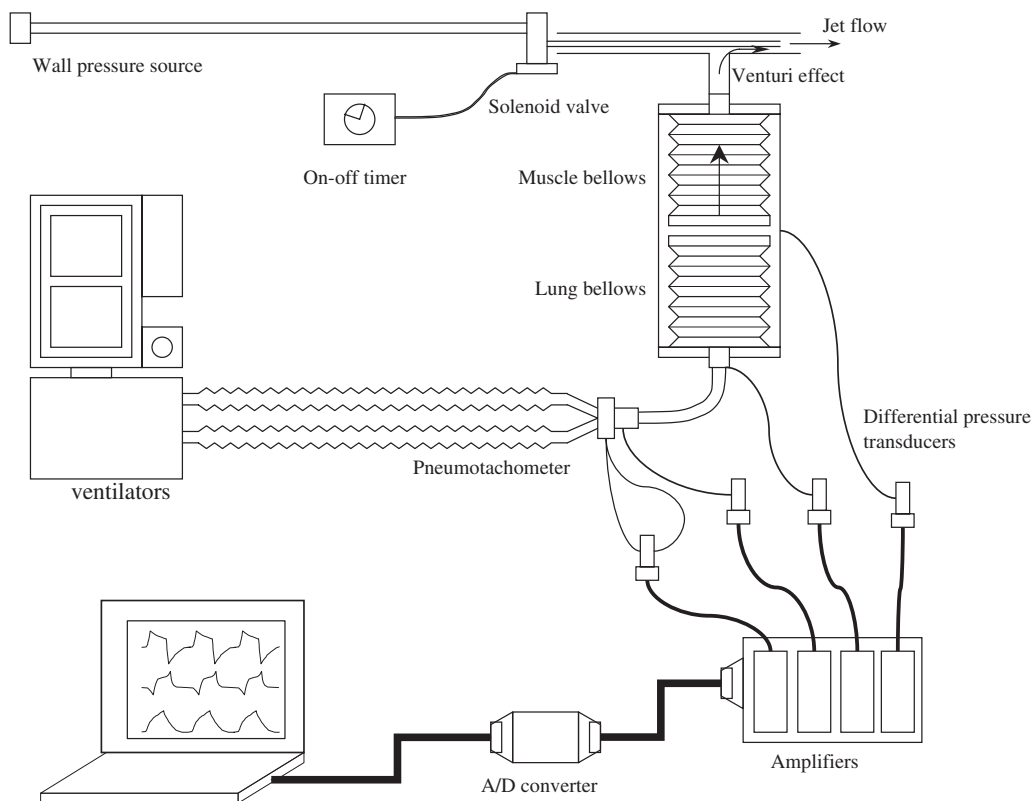 Jet flow
Wall pressure source
Venturi effect
Solenoid valve
On-off timer
Muscle bellows
Lung bellows
Differential pressure
transducers
Pneumotachometer
ventilators
Amplifiers
A/D converter